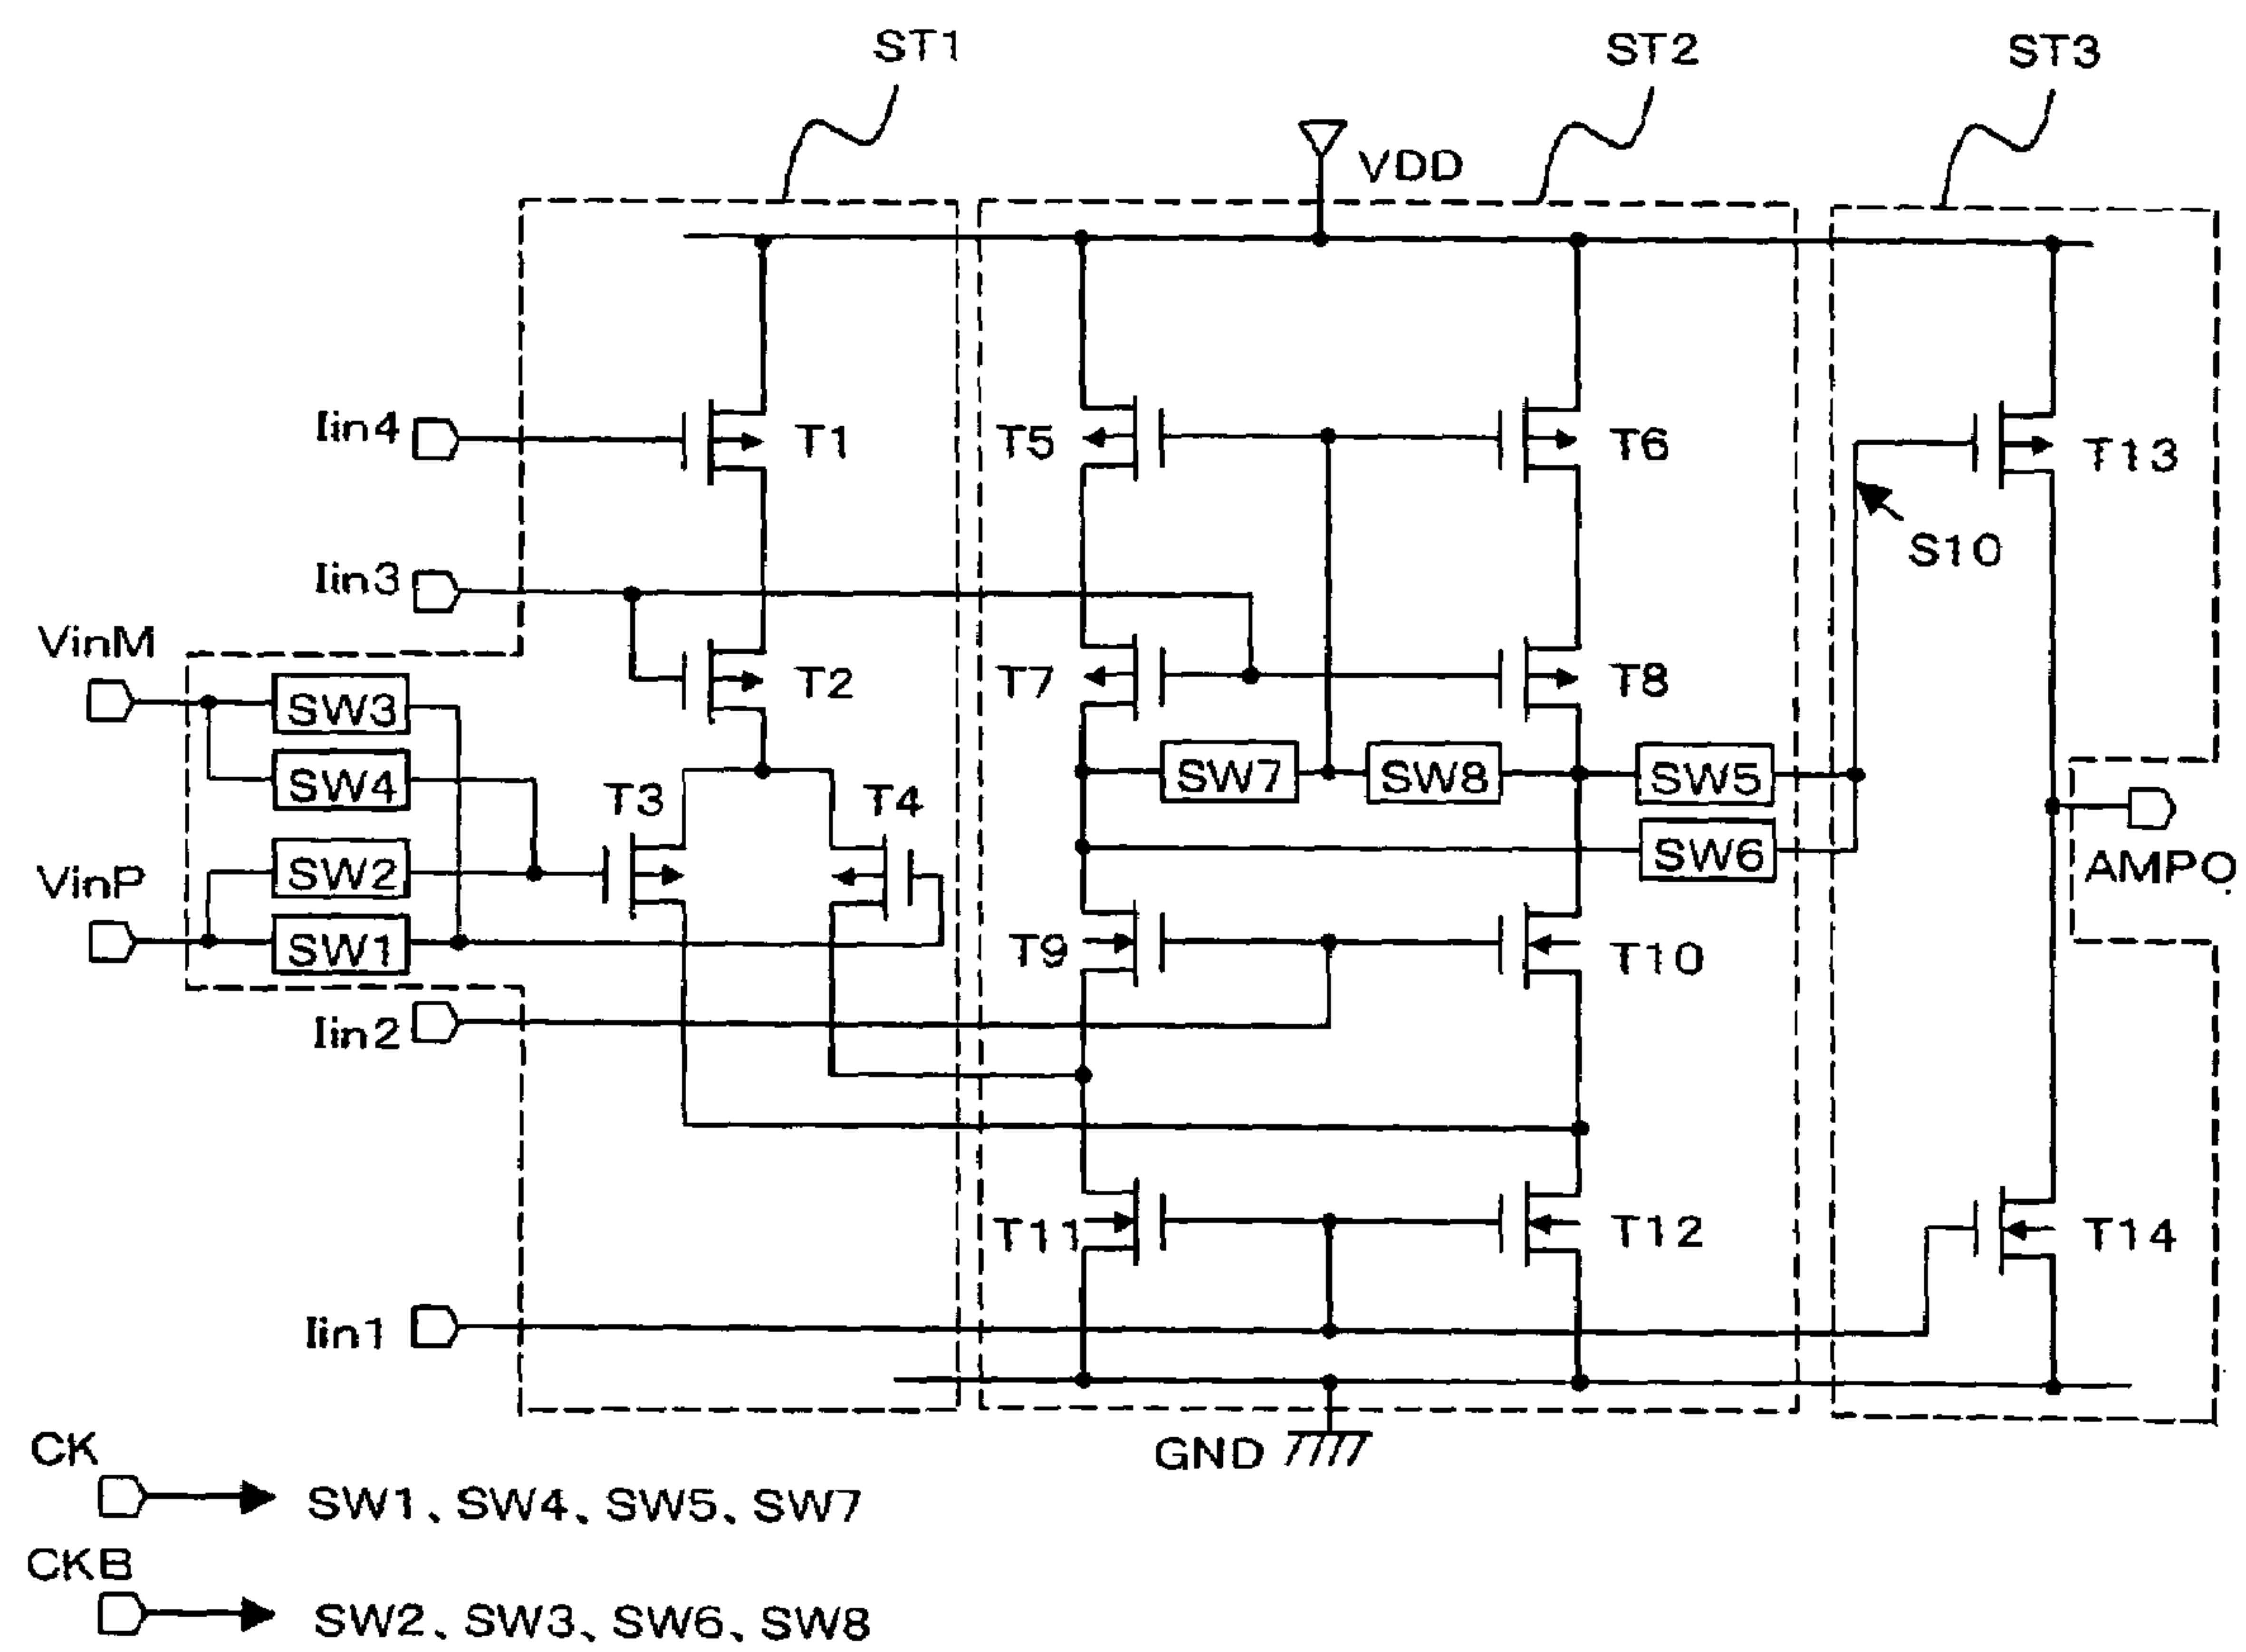 ST1
ST2
ST3
VDD
Iin4
T1
T5
T6
T13
S10
Iin3
VinM
T2
T7
T8
SW3
SW4
SW7
SW8
SW5
T3
T4
SW6
SW2
VinP
AMPO
SW1
T9
T10
Iin2
T11
T12
T14
Iin1
GND
CK
SW1、SW4、SW5、SW7
CKB
SW2、SW3、SW6、SW8